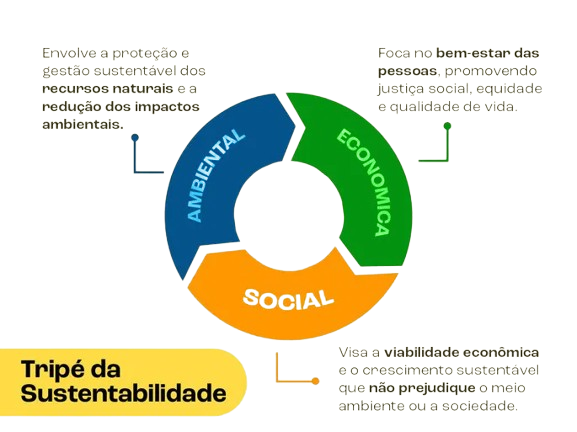 Envolve a proteção e
gestão sustentável dos
recursos naturais e a
redução dos impactos
ambientais.
Foca no bem-estar das
pessoas, promovendo
justiça social, equidade
e qualidade de vida.
AMBIENTAL
ECONOMICA
SOCIAL
Visa a viabilidade econômica
e o crescimento sustentável
que não prejudique o meio
ambiente ou a sociedade.
Tripé da
Sustentabilidade